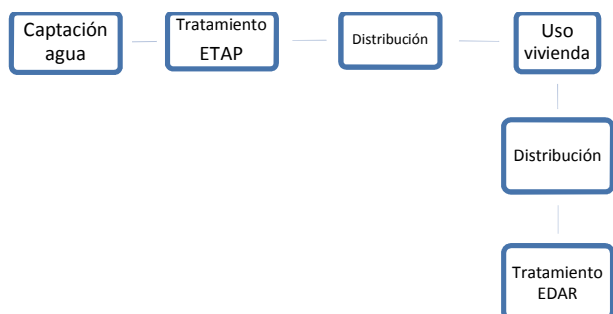 Captación
agua
Tratamiento
ETAP
Distribución
Uso
vivienda
Distribución
Tratamiento
EDAR